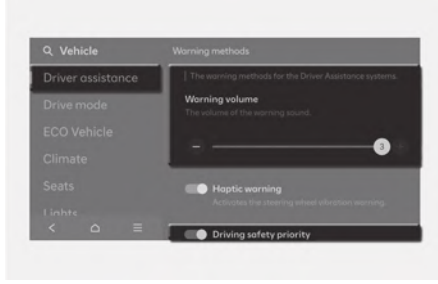 Vehicle
Warning methods
Driver assistance
The warning methods for the Driver Assistance systems.
Drive mode
Warning volume
The volume of the warning sound.
ECO Vehicle
3
Climate
Seats
Haptic warning
Activates the steering wheel vibration warning.
Lights
Driving safety priority